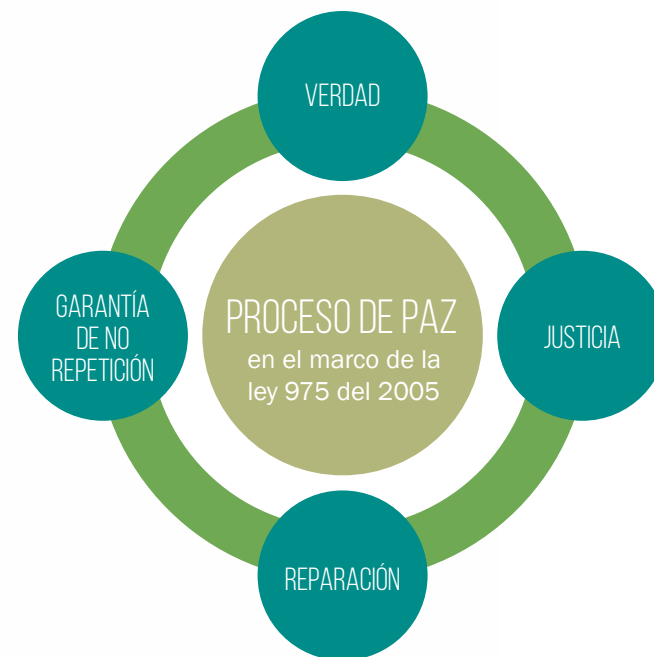 VERDAD
GARANTÍA
DE NO
REPETICIÓN
PROCESO DE PAZ
en el marco de la
ley 975 del 2005
JUSTICIA
REPARACIÓN